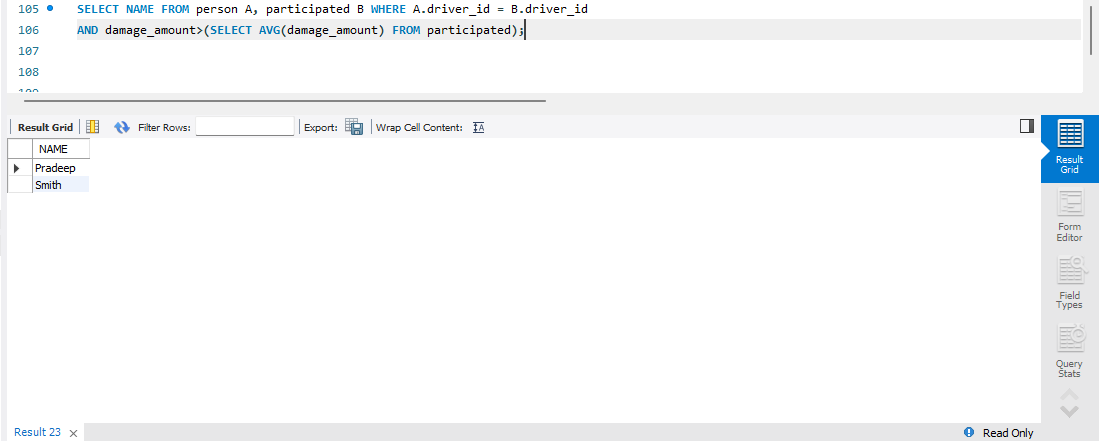 105 SELECT NAME FROM person A, participated B WHERE A.driver_id = B.driver_id
106 AND damage_amount>(SELECT AVG(damage_amount) FROM participated);
107
108
Result Grid Filter Rows: Export: Wrap Cell Content: IA
NAME
Pradeep
Smith
Result
Grid
Form
Editor
Field
Types
Query
Stats
Result 23 ×
Read Only